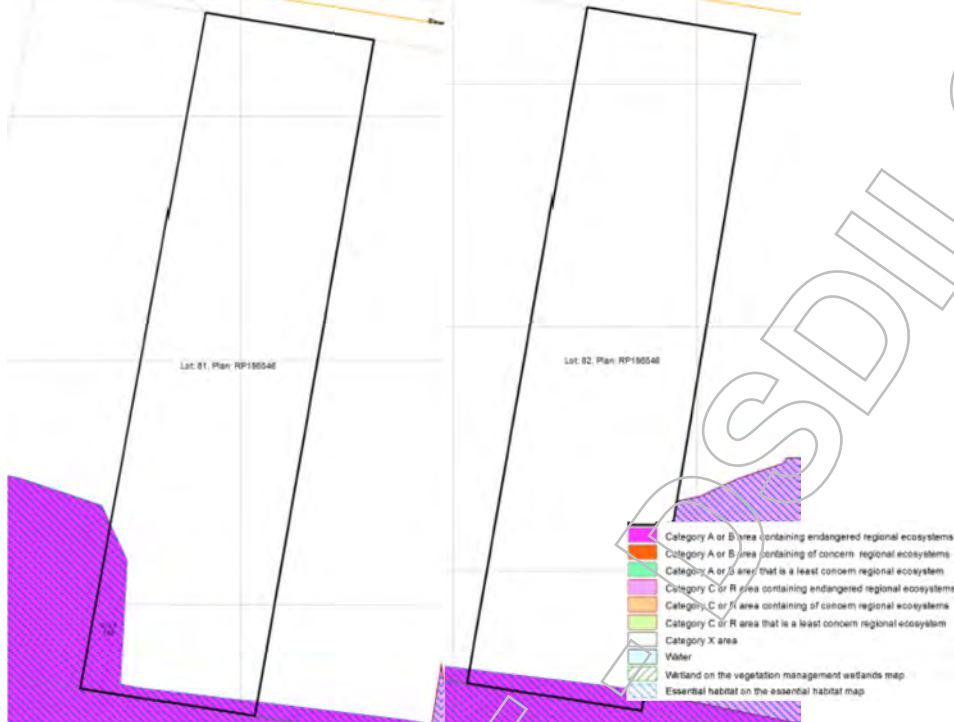 Lot: 81, Plan: RP186546
Lot: 82, Plan: RP186546
Category A or B area containing endangered regional ecosystems
Category A or B area containing of concern regional ecosystems
Category A or B area that is a least concern regional ecosystem
Category C or R area containing endangered regional ecosystems
Category C or R area containing of concern regional ecosystems
Category C or R area that is a least concern regional ecosystem
Category X area
Water
Wetland on the vegetation management wetlands map
Essential habitat on the essential habitat map
DSDIL